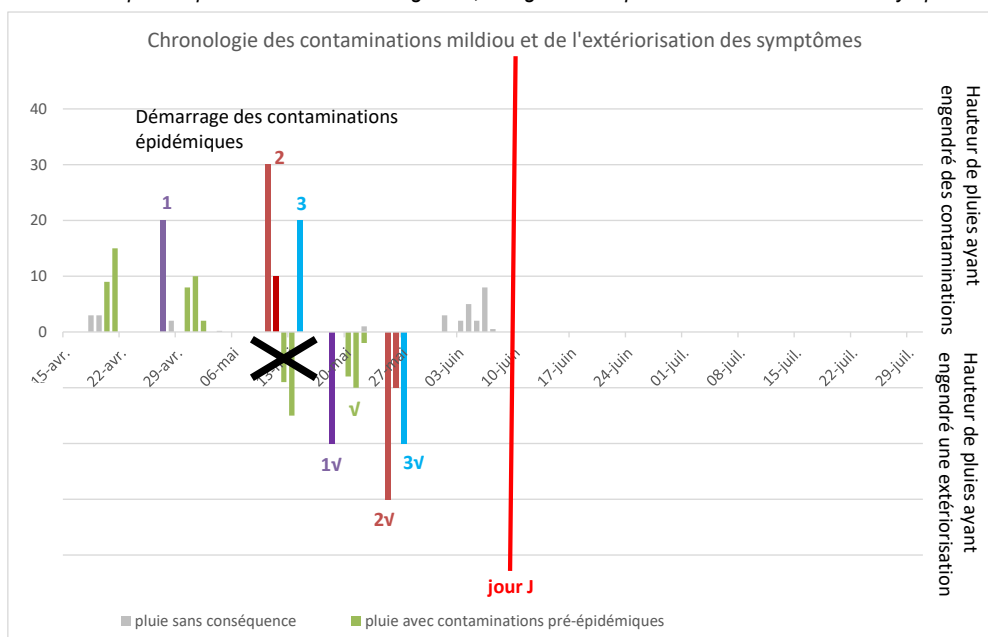 Chronologie des contaminations mildiou et de l'extériorisation des symptômes
Démarrage des contaminations
épidémiques
40
30
20
10
0
1
2
3
15-avr.
22-avr.
29-avr.
06-mai
13-mai
20-mai
27-mai
03-juin
10-juin
17-juin
24-juin
01-juil.
08-juil.
15-juil.
22-juil.
29-juil.
1√
√
2√
3√
jour J
Hauteur de pluies ayant
engendré des contaminations
Hauteur de pluies ayant
engendré une extériorisation
pluie sans conséquence
pluie avec contaminations pré-épidémiques